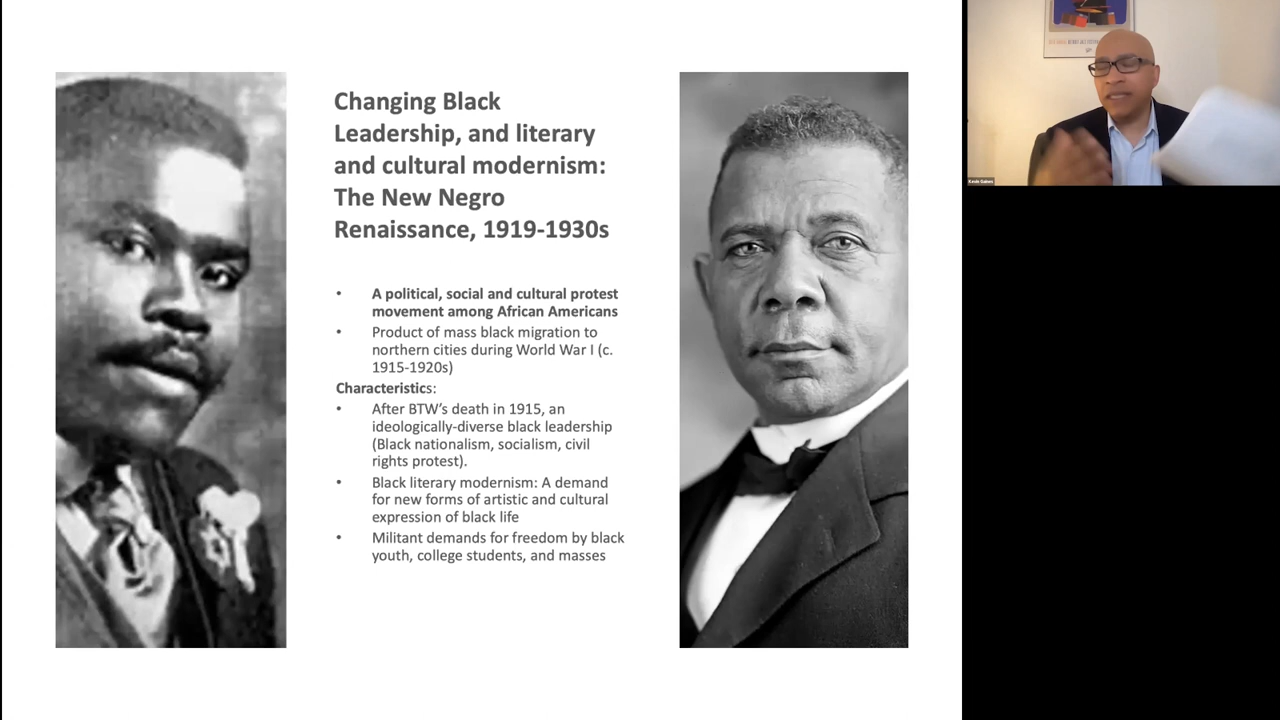 Changing Black
Leadership, and literary
and cultural modernism:
The New Negro
Renaissance, 1919-1930s
• A political, social and cultural protest
movement among African Americans
• Product of mass black migration to
northern cities during World War I (c.
1915-1920s)
Characteristics:
• After BTW’s death in 1915, an
ideologically-diverse black leadership
(Black nationalism, socialism, civil
rights protest).
• Black literary modernism: A demand
for new forms of artistic and cultural
expression of black life
• Militant demands for freedom by black
youth, college students, and masses
Kevin Gaines